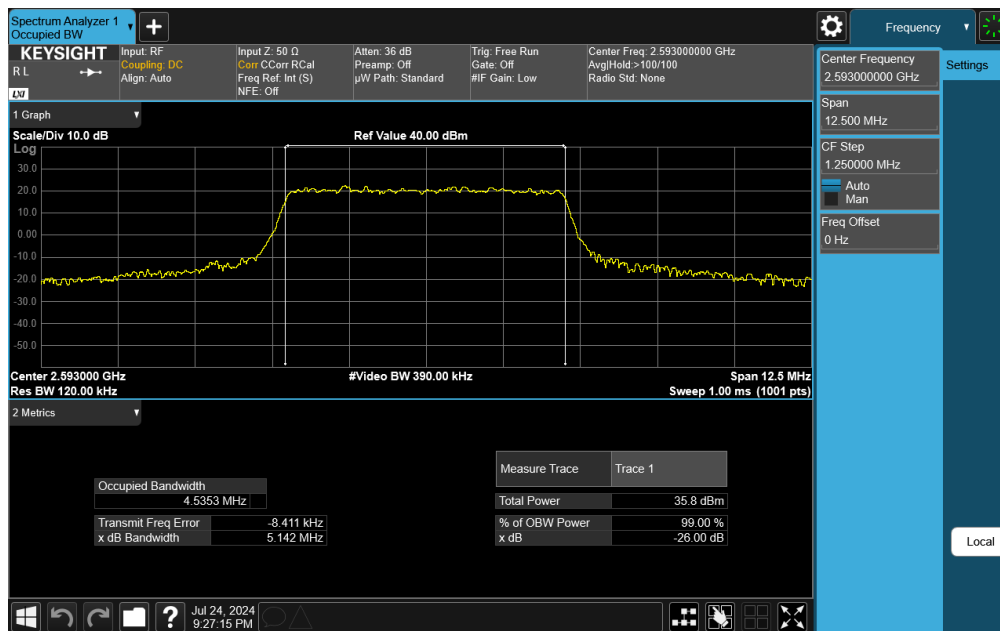 Spectrum Analyzer 1
Occupied BW
Frequency
KEYSIGHT
R L
LXI
Input: RF
Coupling: DC
Align: Auto
Input Z: 50 Ω
Corr CCorr RCal
Freq Ref: Int (S)
NFE: Off
Atten: 36 dB
Preamp: Off
µW Path: Standard
Trig: Free Run
Gate: Off
#IF Gain: Low
Center Freq: 2.593000000 GHz
Avg|Hold:>100/100
Radio Std: None
Center Frequency
2.593000000 GHz
Settings
Span
12.500 MHz
CF Step
1.250000 MHz
Auto
Man
Freq Offset
0 Hz
Local
1 Graph
Scale/Div 10.0 dB
Ref Value 40.00 dBm
Log
30.0
20.0
10.0
0.00
-10.0
-20.0
-30.0
-40.0
-50.0
Center 2.593000 GHz
#Video BW 390.00 kHz
Span 12.5 MHz
Res BW 120.00 kHz
Sweep 1.00 ms (1001 pts)
2 Metrics
Measure Trace
Trace 1
Occupied Bandwidth
4.5353 MHz
Total Power
35.8 dBm
Transmit Freq Error
-8.411 kHz
% of OBW Power
99.00 %
x dB Bandwidth
5.142 MHz
x dB
-26.00 dB
?
Jul 24, 2024
9:27:15 PM